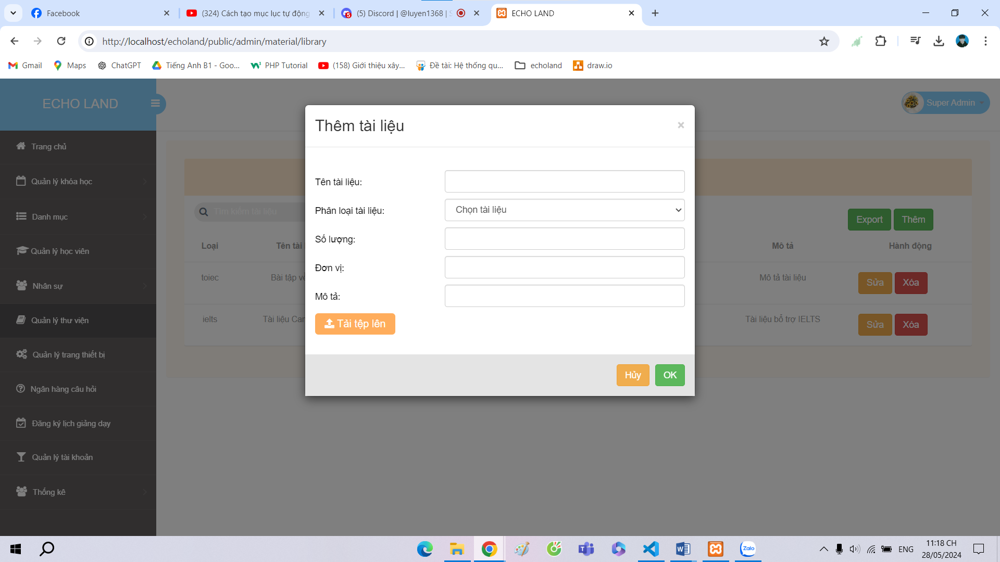 Facebook
(324) Cách tạo mục lục tự động
(5) Discord | @luyen1368 |
ECHO LAND
http://localhost/echoland/public/admin/material/library
Gmail
Maps
ChatGPT
Tiếng Anh B1 - Goo...
PHP Tutorial
(158) Giới thiệu xây...
Đề tài: Hệ thống qu...
echoland
draw.io
ECHO LAND
Super Admin
Trang chủ
Quản lý khóa học
Danh mục
Quản lý học viên
Nhân sự
Quản lý thư viện
Quản lý trang thiết bị
Ngân hàng câu hỏi
Đăng ký lịch giảng dạy
Quản lý tài khoản
Thống kê
Tìm kiếm tài liệu
Export
Thêm
Loại
Tên tài
Mô tả
Hành động
toiec
Bài tập về
Mô tả tài liệu
Sửa
Xóa
ielts
Tài liệu Cam
Tài liệu bổ trợ IELTS
Sửa
Xóa
Thêm tài liệu
×
Tên tài liệu:
Phân loại tài liệu:
Chọn tài liệu
Số lượng:
Đơn vị:
Mô tả:
Tải tệp lên
Hủy
OK
Zalo
ENG
11:18 CH
28/05/2024